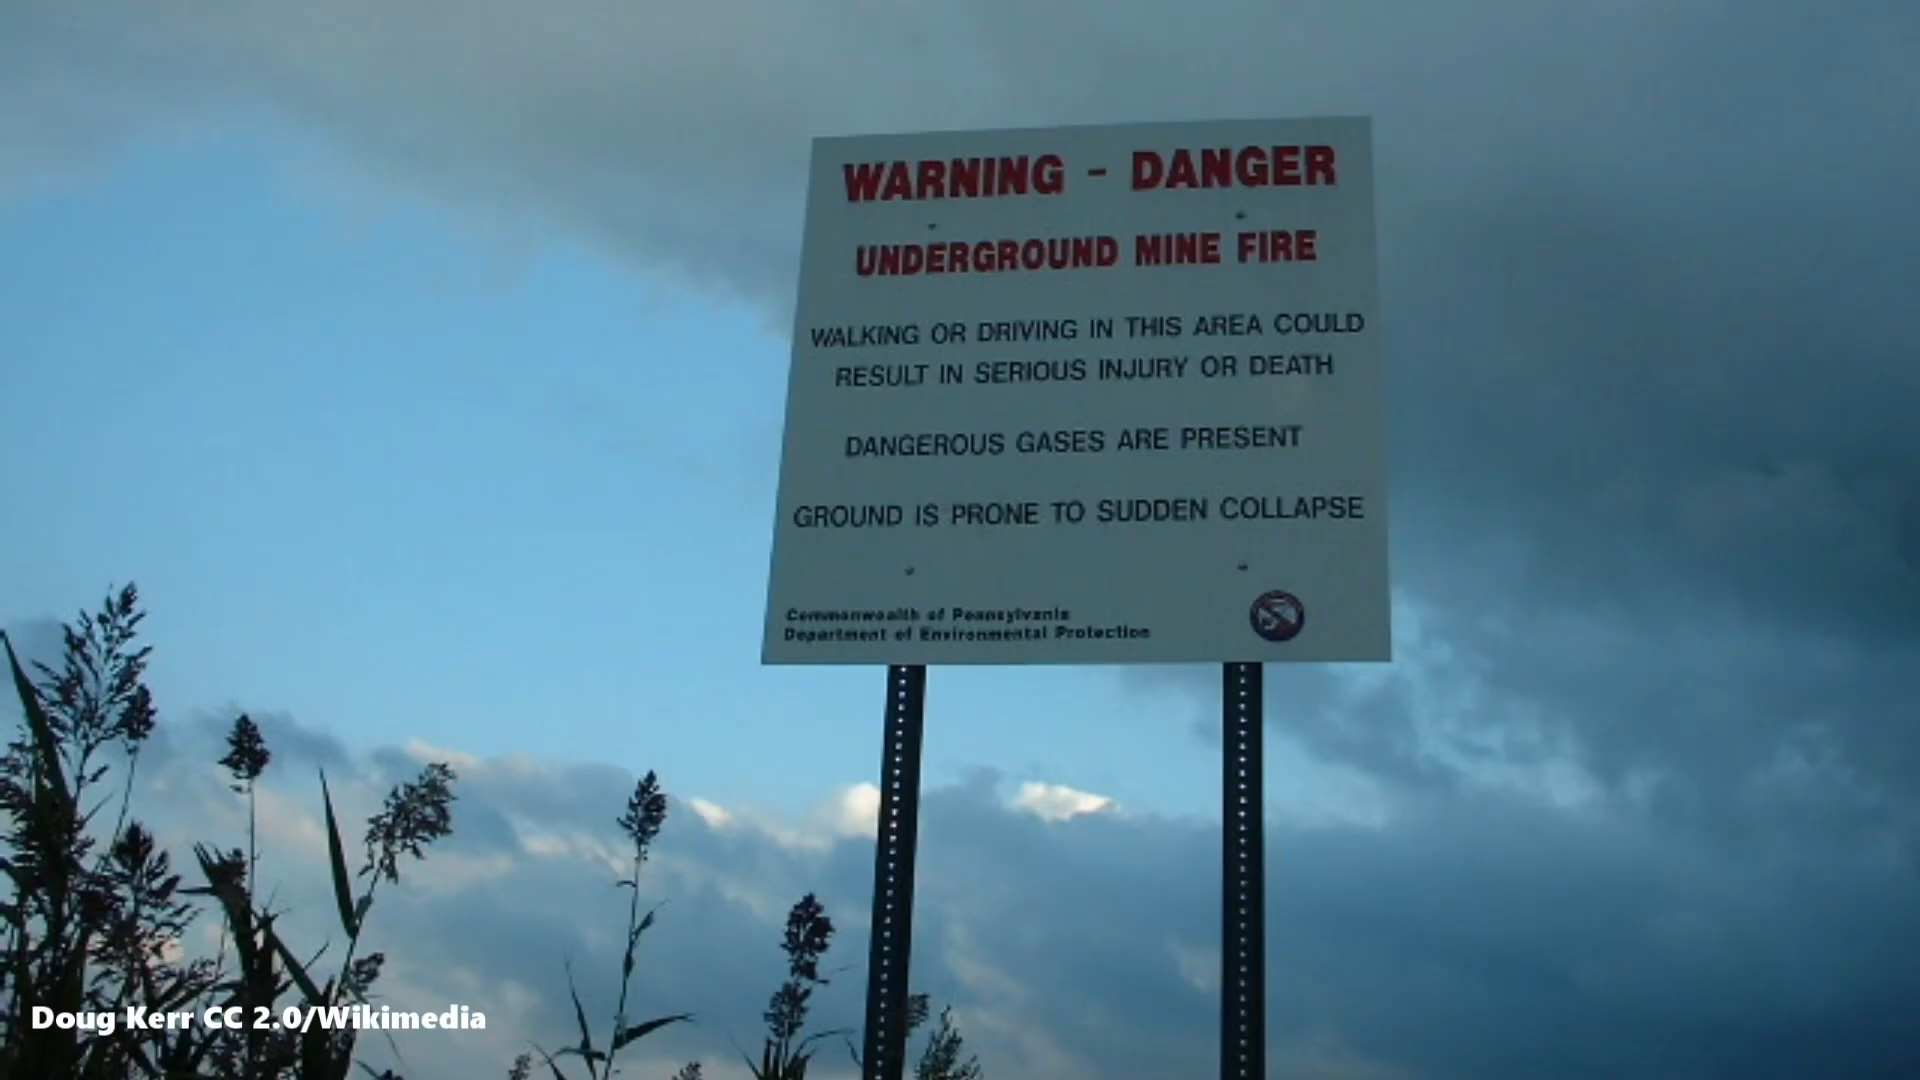 WARNING - DANGER
UNDERGROUND MINE FIRE
WALKING OR DRIVING IN THIS AREA COULD
RESULT IN SERIOUS INJURY OR DEATH
DANGEROUS GASES ARE PRESENT
GROUND IS PRONE TO SUDDEN COLLAPSE
Commonwealth of Pennsylvania
Department of Environmental Protection
Doug Kerr CC 2.0/Wikimedia